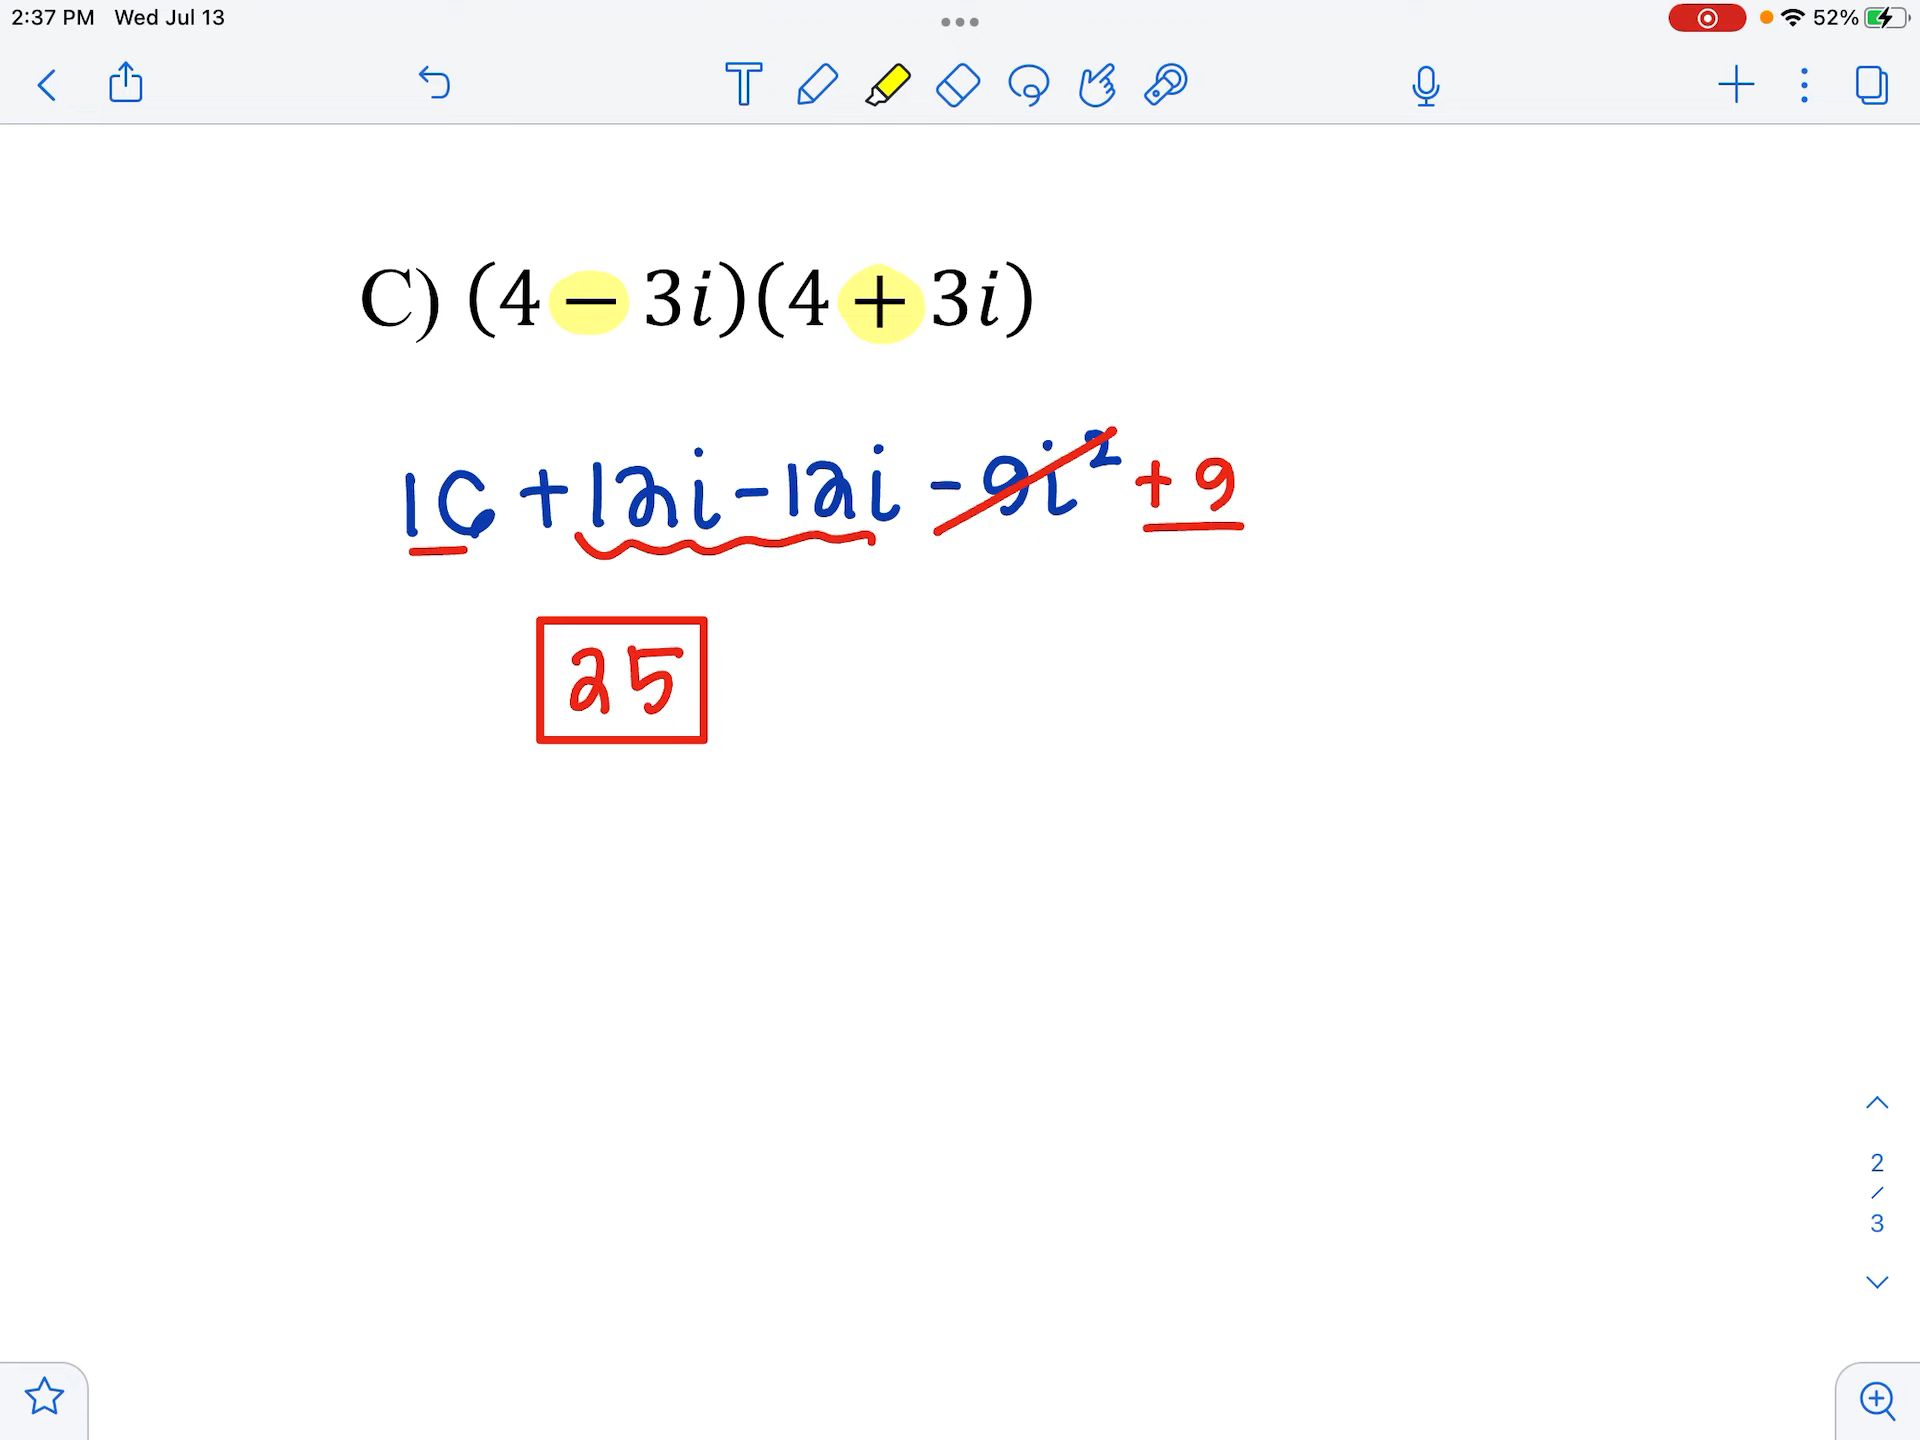 2:37 PM Wed Jul 13
52%
T
C) (4 − 3i)(4 + 3i)
16 +12i −12i − 9i² + 9
25
2
/
3